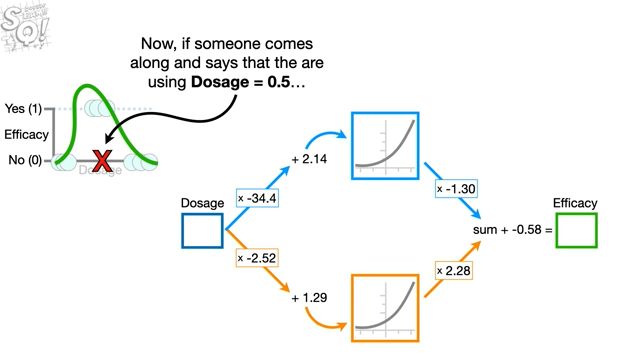 SQ!
Now, if someone comes
along and says that the are
using Dosage = 0.5...
Yes (1)
Efficacy
No (0)
X
Dosage
+ 2.14
x -34.4
x -1.30
Dosage
Efficacy
sum + -0.58 =
x -2.52
x 2.28
+ 1.29